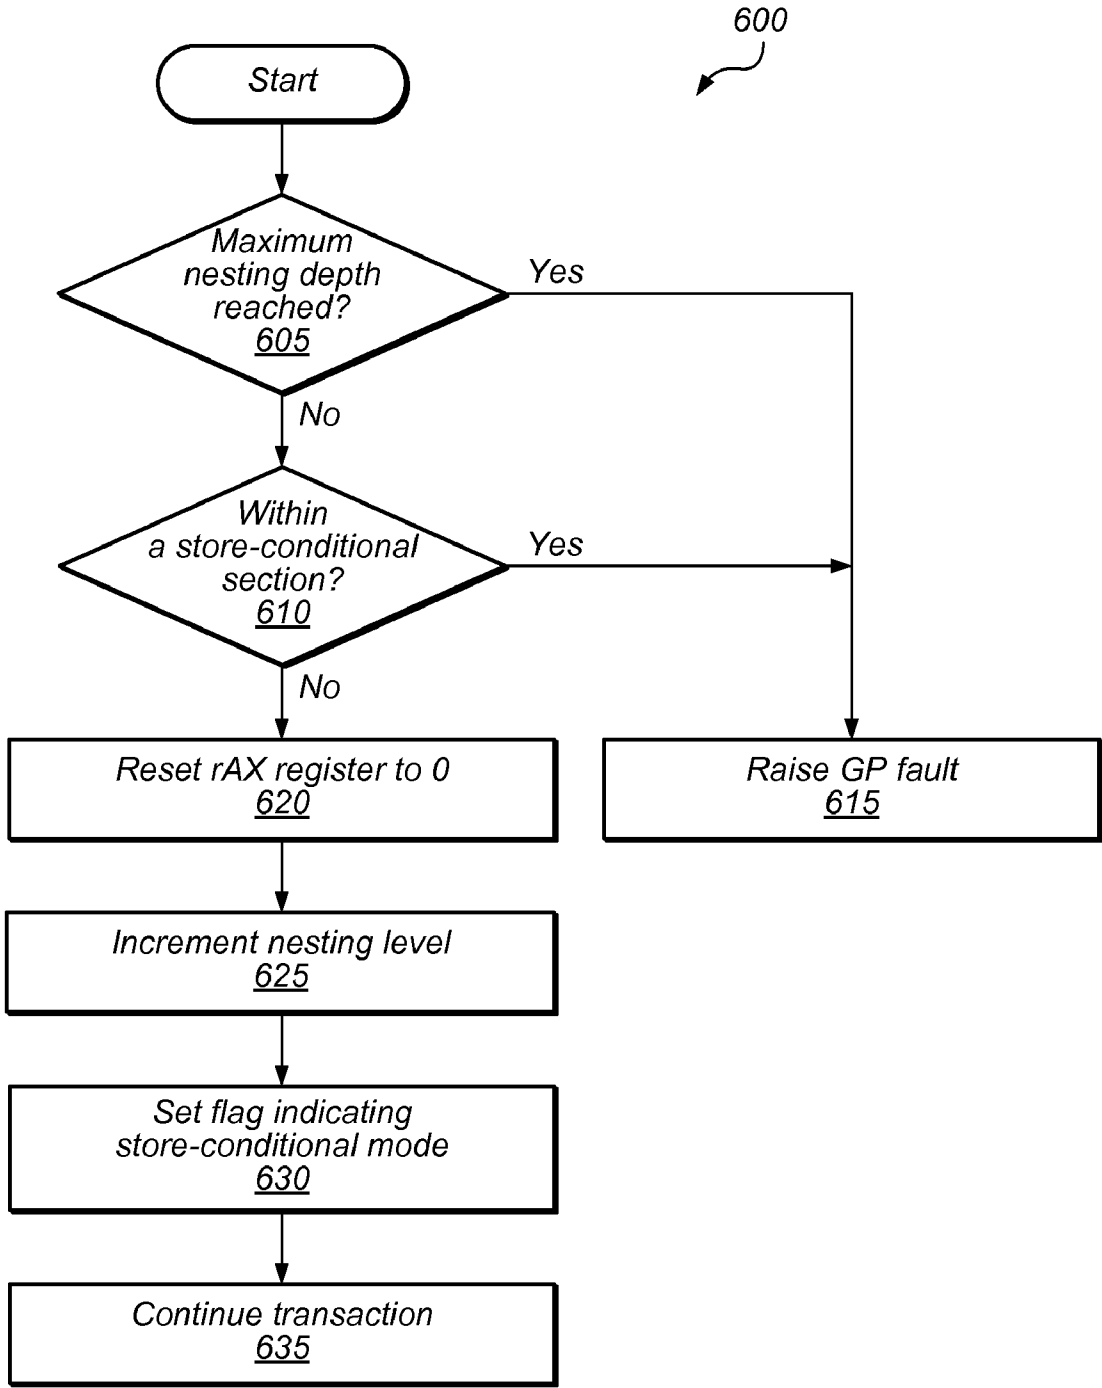 600
Start
Maximum
nesting depth
reached?
605
Yes
No
Within
a store-conditional
section?
610
Yes
No
Reset rAX register to 0
620
Raise GP fault
615
Increment nesting level
625
Set flag indicating
store-conditional mode
630
Continue transaction
635